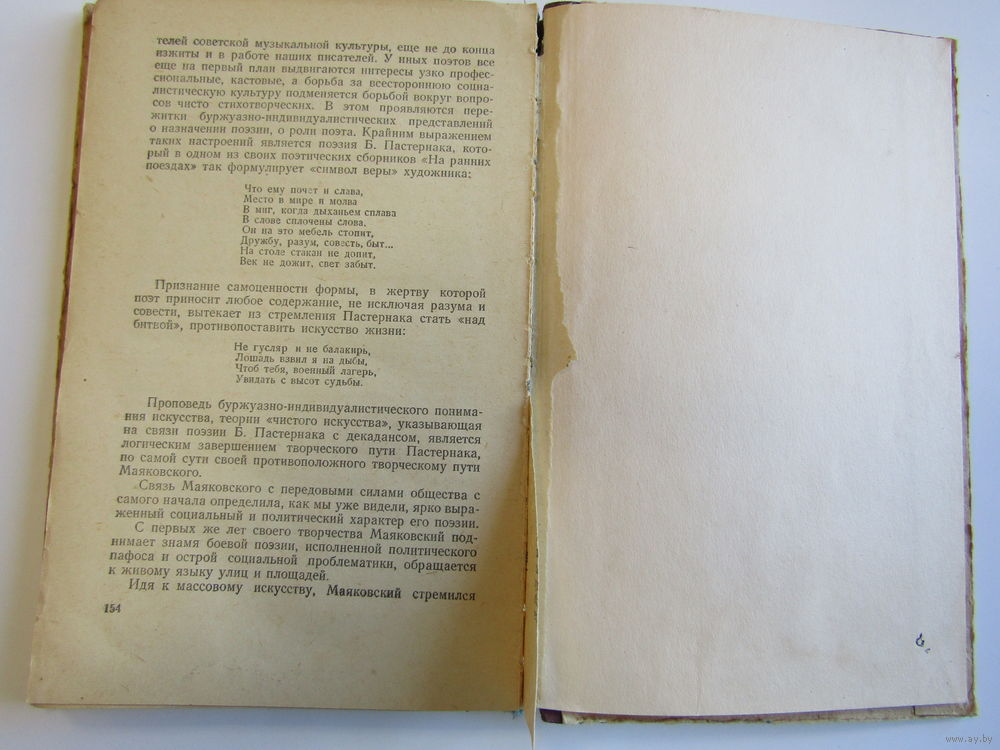 телей советской музыкальной культуры, еще не до конца
изжиты и в работе наших писателей. У иных поэтов все
еще на первый план выдвигаются интересы узко профес-
сиональные, кастовые, а борьба за всестороннюю социа-
листическую культуру подменяется борьбой вокруг вопро-
сов чисто стихотворческих. В этом проявляются пере-
житки буржуазно-индивидуалистических представлений
о назначении поэзии, о роли поэта. Крайним выражением
таких настроений является поэзия Б. Пастернака, кото-
рый в одном из своих поэтических сборников «На ранних
поездах» так формулирует «символ веры» художника:
Что ему почет и слава,
Место в мире и молва
В миг, когда дыханьем сплава
В слове сплочены слова.
Он на это мебель стопит,
Дружбу, разум, совесть, быт...
На столе стакан не допит,
Век не дожит, свет забыт.
Признание самоценности формы, в жертву которой
поэт приносит любое содержание, не исключая разума и
совести, вытекает из стремления Пастернака стать «над
битвой», противопоставить искусство жизни:
Не гусляр и не балакирь,
Лошадь взвил я на дыбы,
Чтоб тебя, военный лагерь,
Увидать с высот судьбы.
Проповедь буржуазно-индивидуалистического понима-
ния искусства, теории «чистого искусства», указывающая
на связи поэзии Б. Пастернака с декадансом, является
логическим завершением творческого пути Пастернака,
по самой сути своей противоположного творческому пути
Маяковского.
Связь Маяковского с передовыми силами общества с
самого начала определила, как мы уже видели, ярко выра-
женный социальный и политический характер его поэзии.
С первых же лет своего творчества Маяковский под-
нимает знамя боевой поэзии, исполненной политического
пафоса и острой социальной проблематики, обращается
к живому языку улиц и площадей.
Идя к массовому искусству, Маяковский стремился
154
www.ay.by